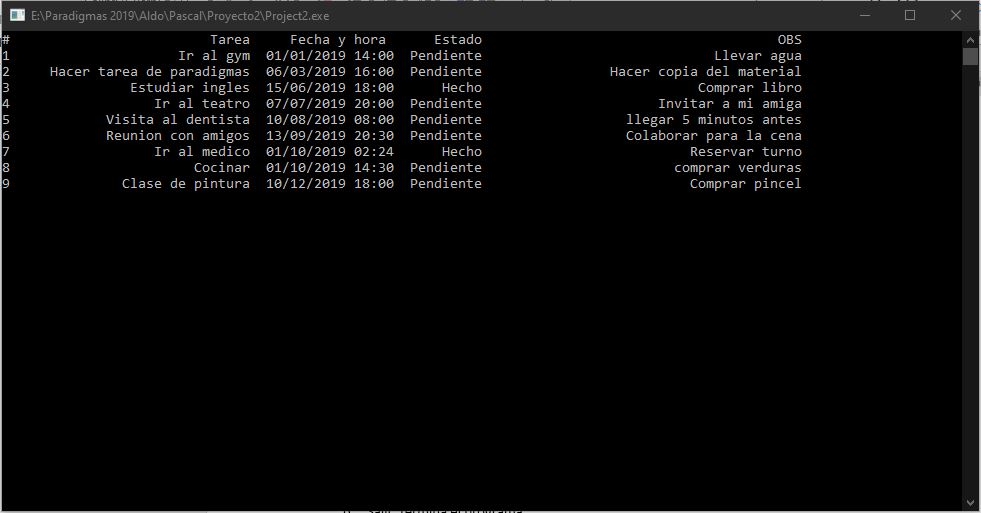 E:\Paradigmas 2019\Aldo\Pascal\Proyecto2\Project2.exe
# Tarea Fecha y hora Estado OBS
1 Ir al gym 01/01/2019 14:00 Pendiente Llevar agua
2 Hacer tarea de paradigmas 06/03/2019 16:00 Pendiente Hacer copia del material
3 Estudiar ingles 15/06/2019 18:00 Hecho Comprar libro
4 Ir al teatro 07/07/2019 20:00 Pendiente Invitar a mi amiga
5 Visita al dentista 10/08/2019 08:00 Pendiente llegar 5 minutos antes
6 Reunion con amigos 13/09/2019 20:30 Pendiente Colaborar para la cena
7 Ir al medico 01/10/2019 02:24 Hecho Reservar turno
8 Cocinar 01/10/2019 14:30 Pendiente comprar verduras
9 Clase de pintura 10/12/2019 18:00 Pendiente Comprar pincel